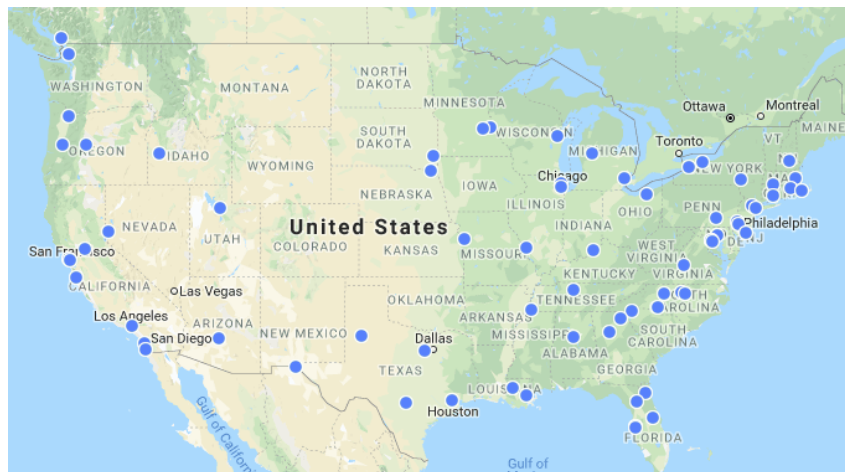 WASHINGTON
MONTANA
NORTH
DAKOTA
MINNESOTA
Ottawa
Montreal
MAINE
VT
Toronto
OREGON
IDAHO
SOUTH
DAKOTA
WISCONSIN
MICHIGAN
NEW YORK
WYOMING
Chicago
IOWA
NEBRASKA
ILLINOIS
OHIO
PENN
NEVADA
UTAH
United States
INDIANA
Philadelphia
COLORADO
KANSAS
MISSOURI
WEST
VIRGINIA
San Francisco
KENTUCKY
VIRGINIA
CALIFORNIA
Las Vegas
OKLAHOMA
TENNESSEE
NORTH
CAROLINA
Los Angeles
ARIZONA
NEW MEXICO
ARKANSAS
San Diego
Dallas
MISSISSIPPI
SOUTH
CAROLINA
ALABAMA
TEXAS
GEORGIA
LOUISIANA
Houston
Gulf of
FLORIDA
Gulf of California